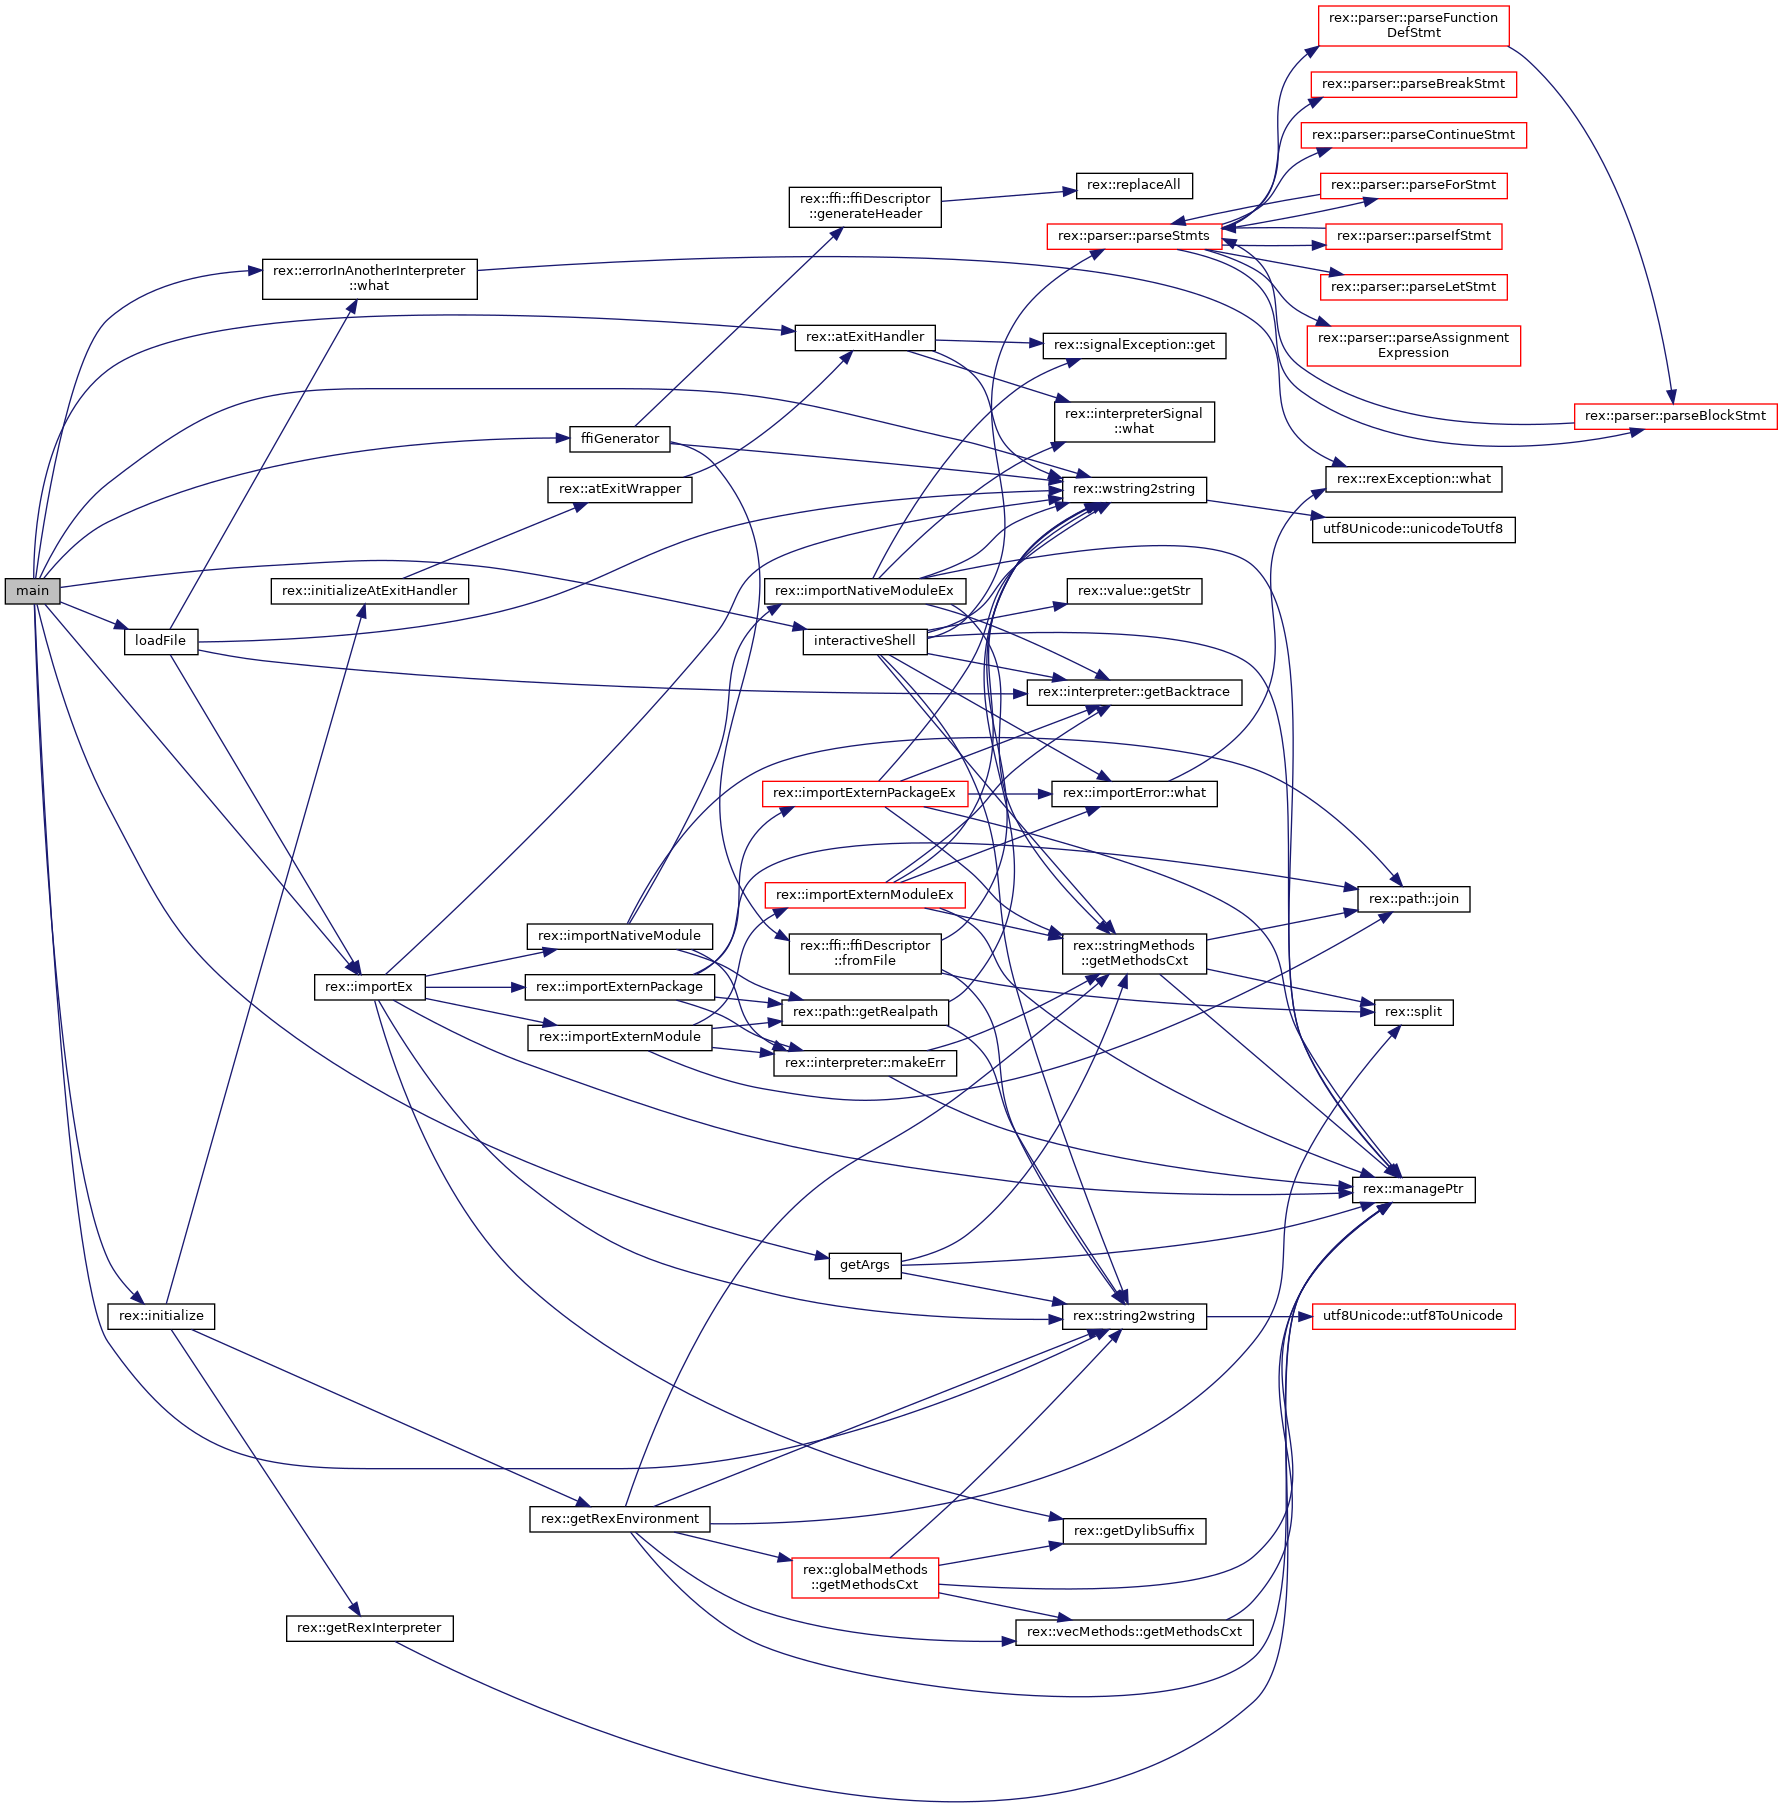 rex::parser::parseFunction
DefStmt
rex::parser::parseBreakStmt
rex::parser::parseContinueStmt
rex::replaceAll
rex::parser::parseForStmt
rex::ffi::ffiDescriptor
::generateHeader
rex::parser::parseStmts
rex::parser::parseIfStmt
rex::errorInAnotherInterpreter
::what
rex::parser::parseLetStmt
rex::atExitHandler
rex::signalException::get
rex::parser::parseAssignment
Expression
rex::interpreterSignal
::what
rex::parser::parseBlockStmt
ffiGenerator
rex::rexException::what
rex::atExitWrapper
rex::wstring2string
utf8Unicode::unicodeToUtf8
main
rex::initializeAtExitHandler
rex::importNativeModuleEx
rex::value::getStr
loadFile
interactiveShell
rex::interpreter::getBacktrace
rex::importExternPackageEx
rex::importError::what
rex::importExternModuleEx
rex::path::join
rex::importNativeModule
rex::ffi::ffiDescriptor
::fromFile
rex::stringMethods
::getMethodsCxt
rex::importEx
rex::importExternPackage
rex::path::getRealpath
rex::split
rex::importExternModule
rex::interpreter::makeErr
rex::managePtr
getArgs
rex::initialize
rex::string2wstring
utf8Unicode::utf8ToUnicode
rex::getRexEnvironment
rex::getDylibSuffix
rex::globalMethods
::getMethodsCxt
rex::getRexInterpreter
rex::vecMethods::getMethodsCxt